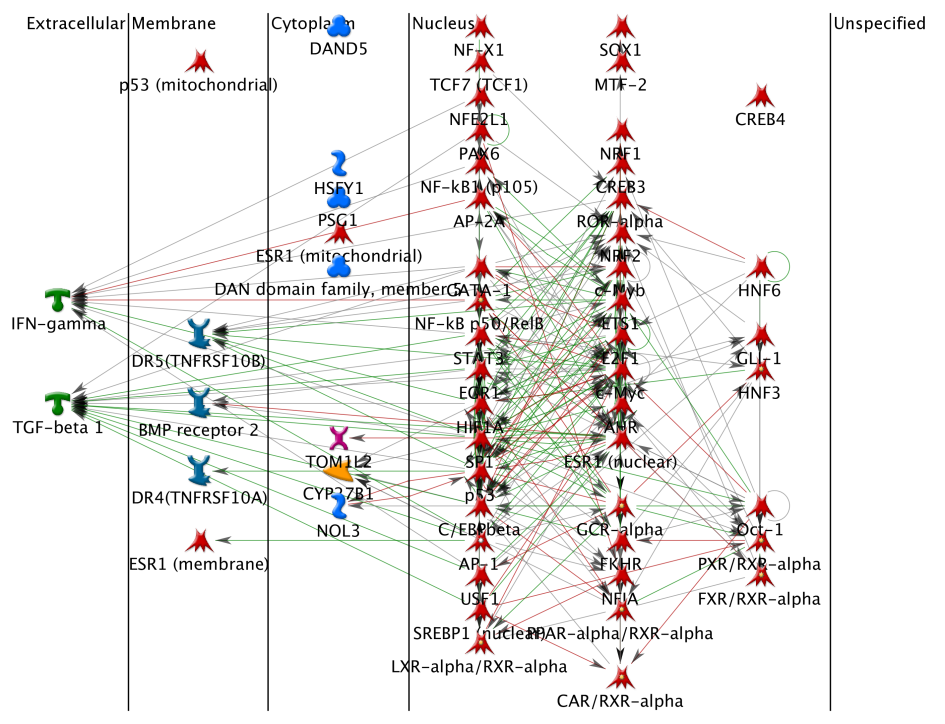 Extracellular
Membrane
Cytoplasm
Nucleus
Unspecified
DAND5
NF-X1
SOX1
p53 (mitochondrial)
TCF7 (TCF1)
MTF-2
NFE2L1
CREB4
PAX6
NRF1
HSFY1
NF-kB1 (p105)
CREB3
PSG1
AP-2A
ROR-alpha
ESR1 (mitochondrial)
NRF2
DAN domain family, member 5
GATA-1
c-Myb
HNF6
IFN-gamma
NF-kB p50/RelB
ETS1
DR5(TNFRSF10B)
STAT3
E2F1
GLI-1
EGR1
c-Myc
HNF3
TGF-beta 1
BMP receptor 2
HIF1A
AHR
TOM1L2
SP1
ESR1 (nuclear)
DR4(TNFRSF10A)
CYP27B1
p53
NOL3
C/EBPbeta
GCR-alpha
Oct-1
ESR1 (membrane)
AP-1
FKHR
PXR/RXR-alpha
USF1
NFIA
FXR/RXR-alpha
SREBP1 (nuclear)
PPAR-alpha/RXR-alpha
LXR-alpha/RXR-alpha
CAR/RXR-alpha